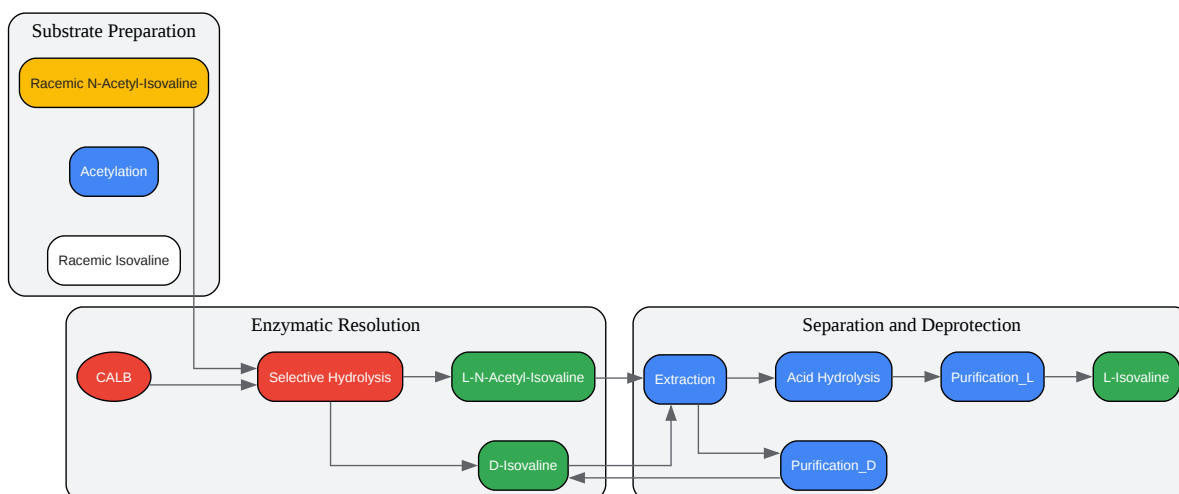 Substrate Preparation
Racemic N-Acetyl-Isovaline
Acetylation
Racemic Isovaline
Enzymatic Resolution
CALB
Selective Hydrolysis
L-N-Acetyl-Isovaline
D-Isovaline
Separation and Deprotection
Extraction
Acid Hydrolysis
Purification_L
L-Isovaline
Purification_D